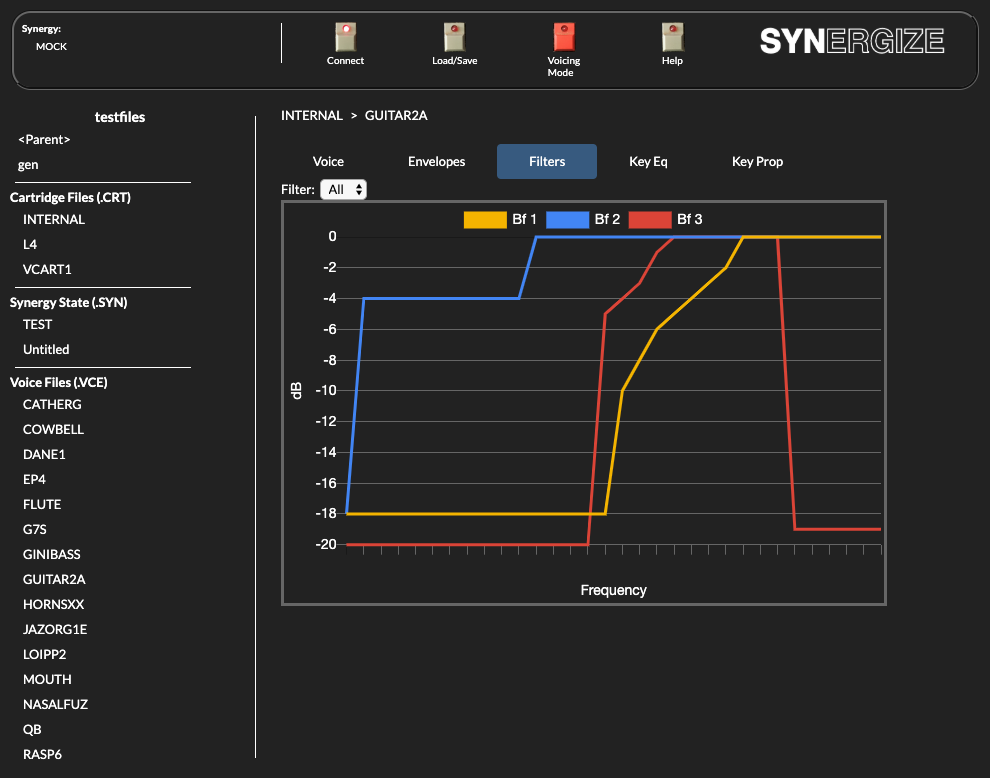 Synergy:
MOCK
Connect
Load/Save
Voicing
Mode
Help
SYNERGIZE
testfiles
<Parent>
gen
Cartridge Files (.CRT)
INTERNAL
L4
VCART1
Synergy State (.SYN)
TEST
Untitled
Voice Files (.VCE)
CATHERG
COWBELL
DANE1
EP4
FLUTE
G7S
GINIBASS
GUITAR2A
HORNSXX
JAZORG1E
LOIPP2
MOUTH
NASALFUZ
QB
RASP6
INTERNAL > GUITAR2A
Voice Envelopes Filters Key Eq Key Prop
Filter: All
Bf 1 Bf 2 Bf 3
0
-2
-4
-6
-8
-10
-12
-14
-16
-18
-20
dB
Frequency